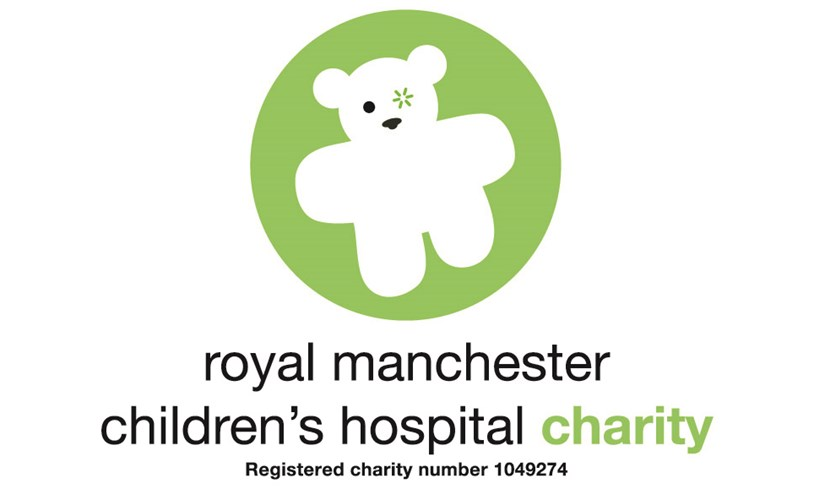 royal manchester
children’s hospital charity
Registered charity number 1049274